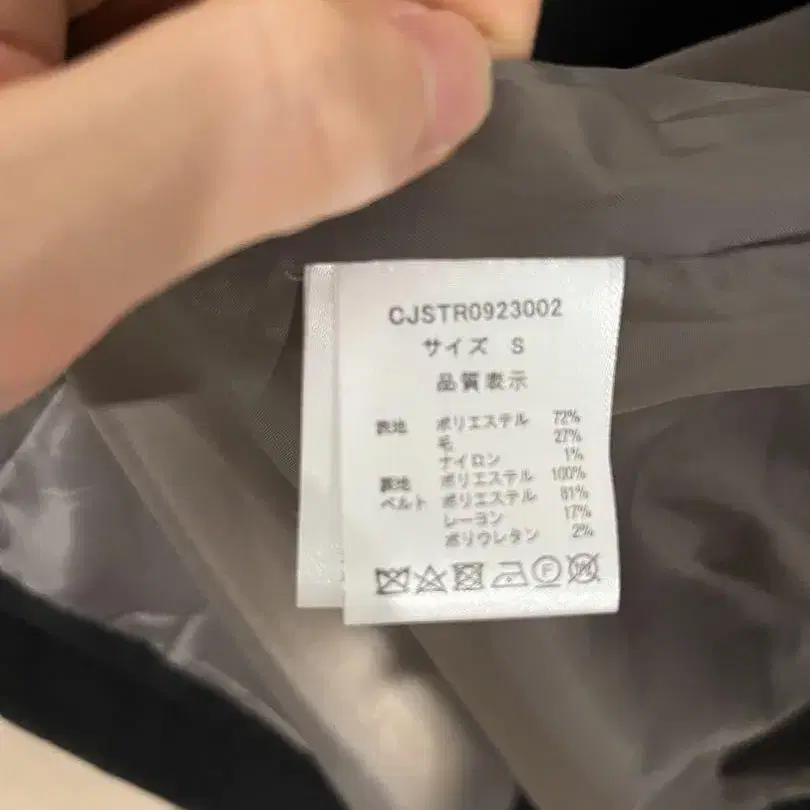 CJSTR0923002
サイズ S
品質表示
表地 ポリエステル 72%
毛 27%
ナイロン 1%
裏地 ポリエステル 100%
ベルト ポリエステル 81%
レーヨン 17%
ポリウレタン 2%
F W